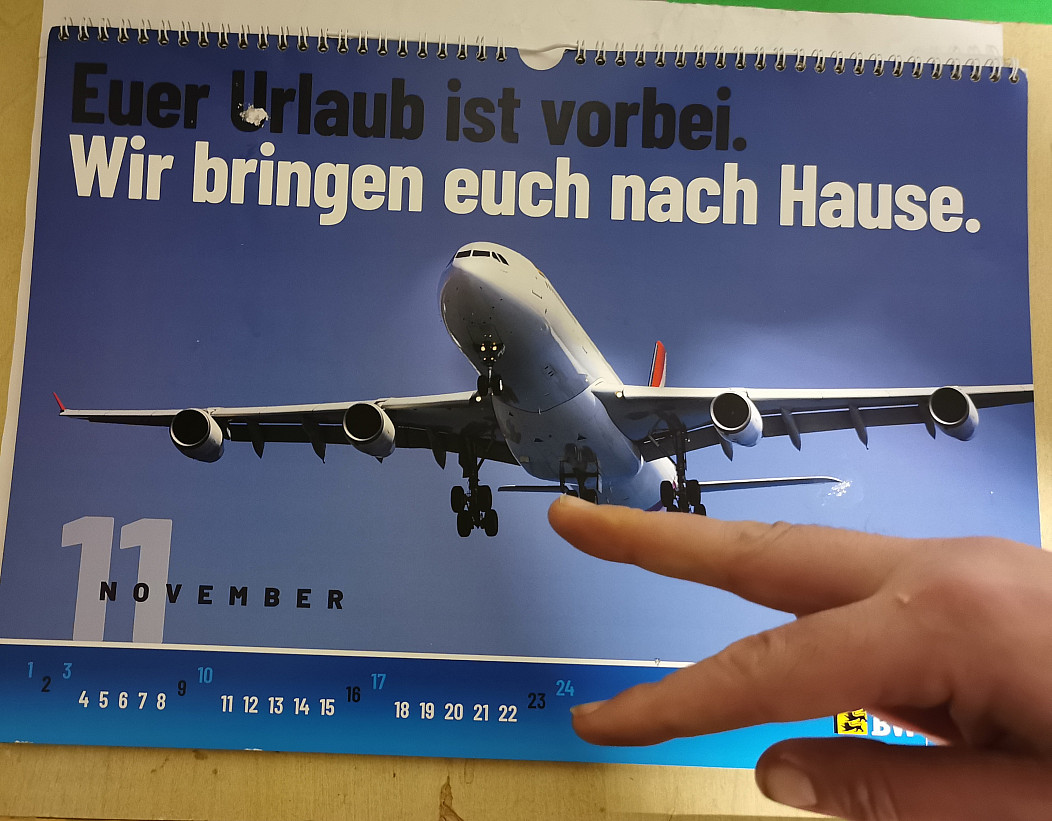 Euer Urlaub ist vorbei.
Wir bringen euch nach Hause.
11
NOVEMBER
1 2 3 4 5 6 7 8 9 10 11 12 13 14 15 16 17 18 19 20 21 22 23 24
BW